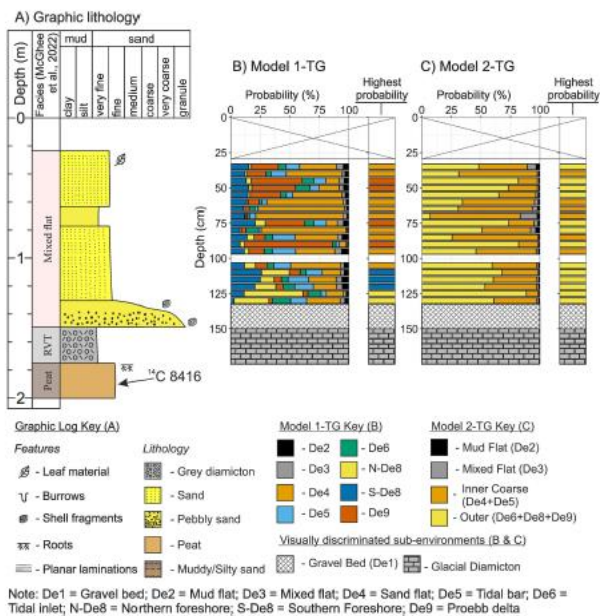 A) Graphic lithology
Depth (m)
Facies (McGhee et al., 2022)
mud sand
clay
silt
very fine
fine
medium
coarse
very coarse
granule
0
1
2
Mixed flat
RVT
Peat
¹⁴C 8416
B) Model 1-TG
Probability (%)
0 25 50 75 100
Highest probability
Depth (cm)
0
25
50
75
100
125
150
C) Model 2-TG
Probability (%)
0 25 50 75 100
Highest probability
0
50
100
150
Graphic Log Key (A)
Features
- Leaf material
- Burrows
- Shell fragments
- Roots
- Planar laminations
Lithology
- Grey diamicton
- Sand
- Pebbly sand
- Peat
- Muddy/Silty sand
Model 1-TG Key (B)
- De2
- De3
- De4
- De5
- De6
- N-De8
- S-De8
- De9
Model 2-TG Key (C)
- Mud Flat (De2)
- Mixed Flat (De3)
- Inner Coarse
(De4+De5)
- Outer (De6+De8+De9)
Visually discriminated sub-environments (B & C)
- Gravel Bed (De1)
- Glacial Diamicton
Note: De1 = Gravel bed; De2 = Mud flat; De3 = Mixed flat; De4 = Sand flat; De5 = Tidal bar; De6 =
Tidal inlet; N-De8 = Northern foreshore; S-De8 = Southern Foreshore; De9 = Proebb delta